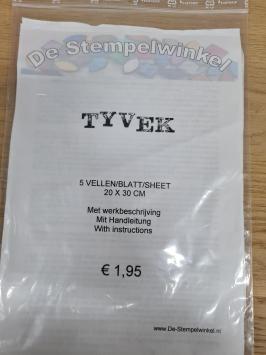 De Stempelwinkel
TYVEK
5 VELLEN/BLATT/SHEET
20 X 30 CM
Met werkbeschrijving
Mit Handleitung
With instructions
€ 1,95
www.De-Stempelwinkel.nl